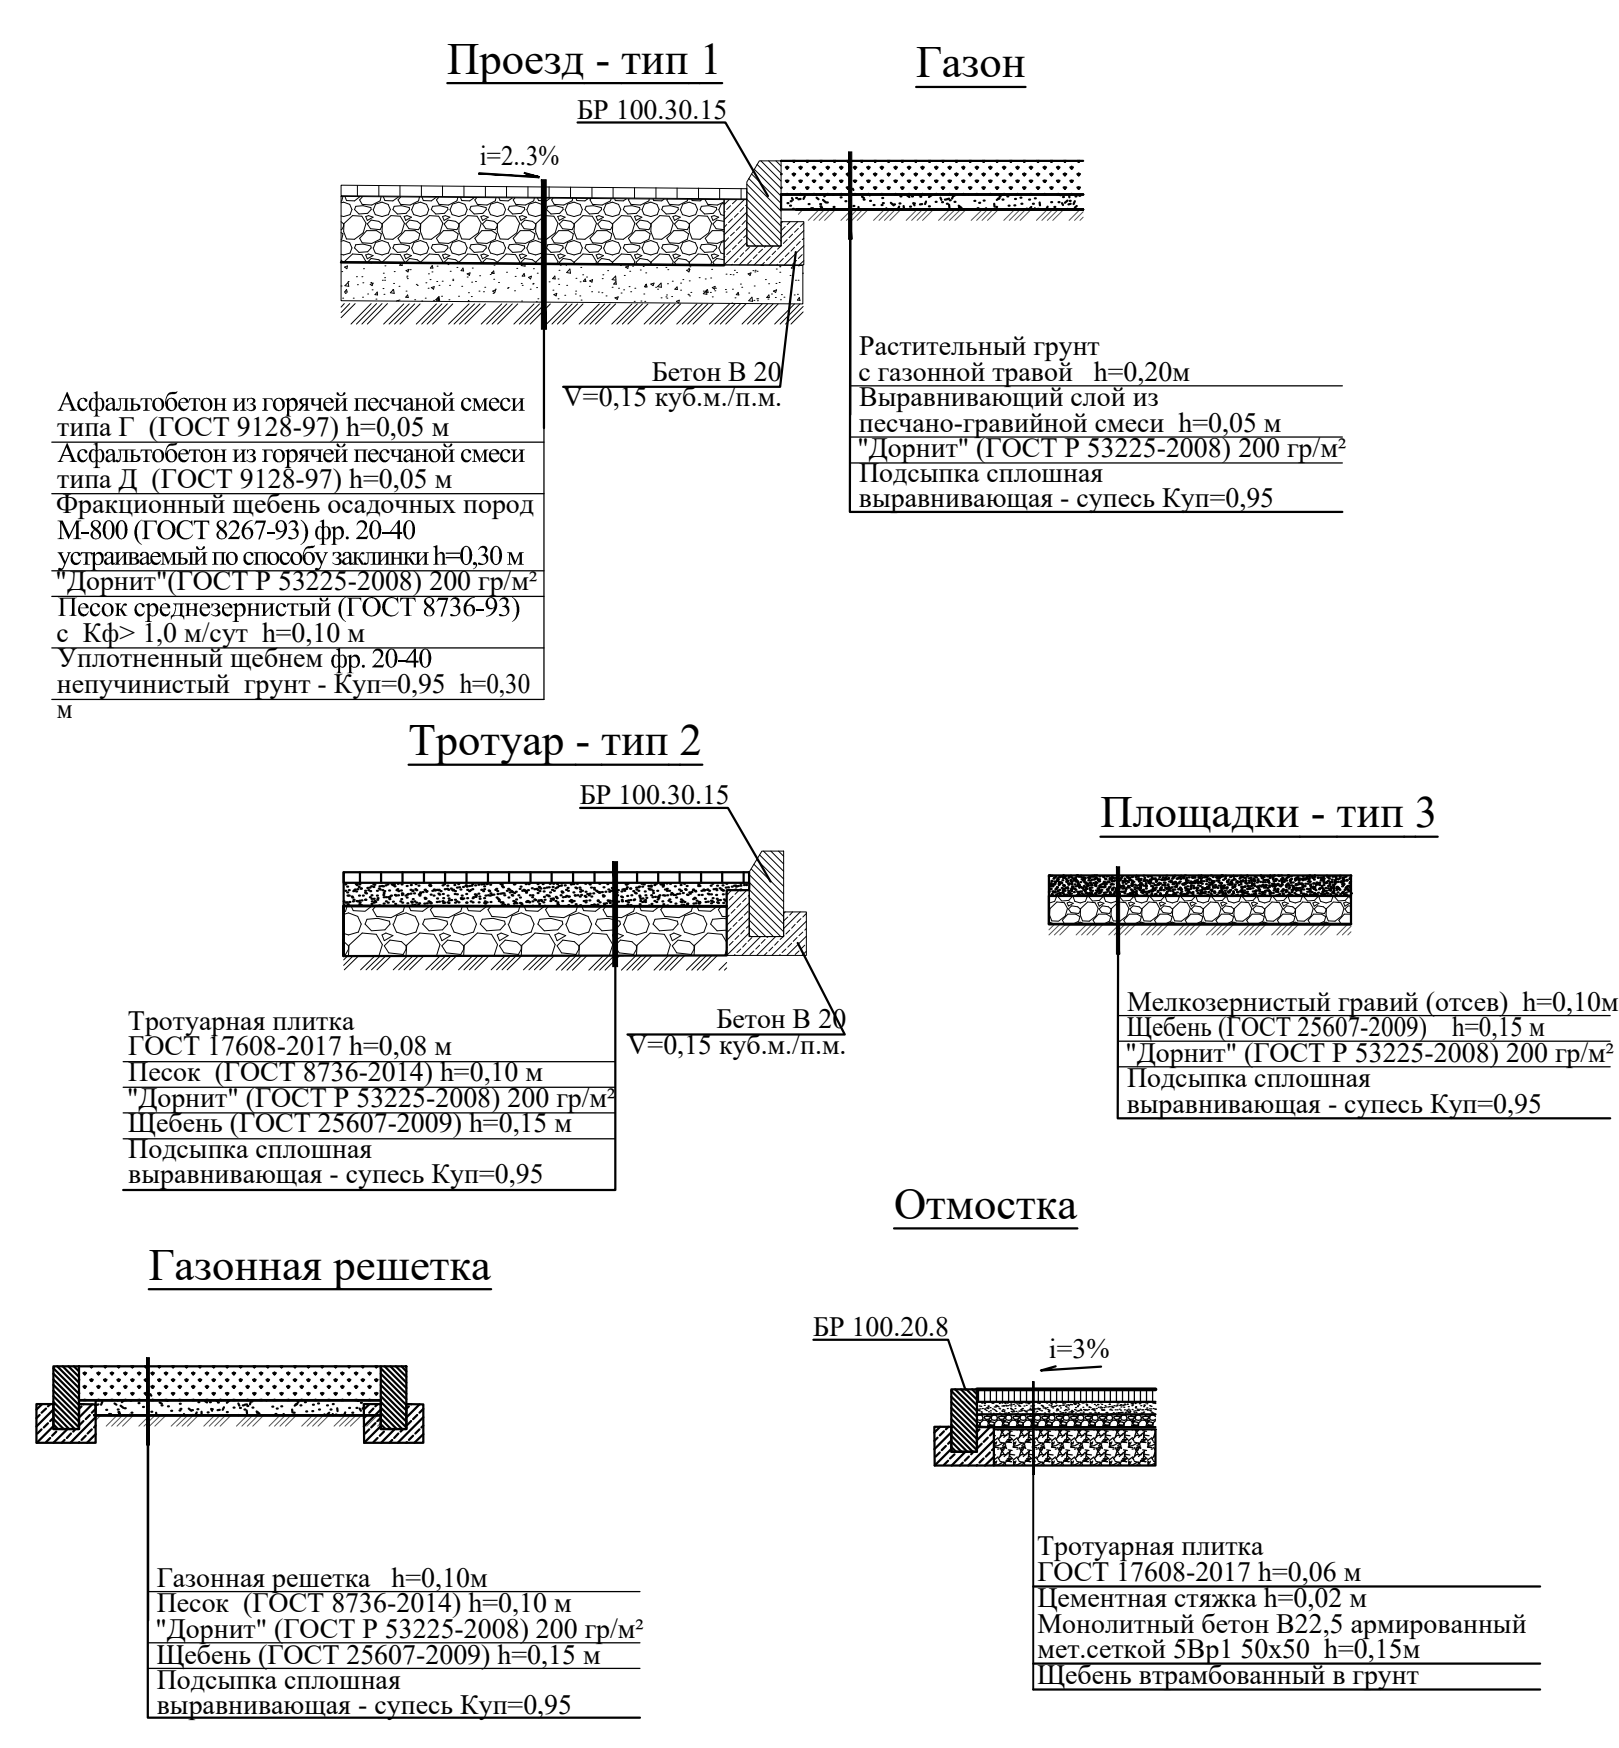 Проезд - тип 1
БР 100.30.15
i=2..3%
Бетон В 20
V=0,15 куб.м./п.м.
Асфальтобетон из горячей песчаной смеси
типа Г (ГОСТ 9128-97) h=0,05 м
Асфальтобетон из горячей песчаной смеси
типа Д (ГОСТ 9128-97) h=0,05 м
Фракционный щебень осадочных пород
М-800 (ГОСТ 8267-93) фр. 20-40
устраиваемый по способу заклинки h=0,30 м
"Дорнит"(ГОСТ Р 53225-2008) 200 гр/м²
Песок среднезернистый (ГОСТ 8736-93)
с Кф> 1,0 м/сут h=0,10 м
Уплотненный щебнем фр. 20-40
непучинистый грунт - Куп=0,95 h=0,30
м
Газон
Растительный грунт
с газонной травой h=0,20м
Выравнивающий слой из
песчано-гравийной смеси h=0,05 м
"Дорнит" (ГОСТ Р 53225-2008) 200 гр/м²
Подсыпка сплошная
выравнивающая - супесь Куп=0,95
Тротуар - тип 2
БР 100.30.15
Бетон В 20
V=0,15 куб.м./п.м.
Тротуарная плитка
ГОСТ 17608-2017 h=0,08 м
Песок (ГОСТ 8736-2014) h=0,10 м
"Дорнит" (ГОСТ Р 53225-2008) 200 гр/м²
Щебень (ГОСТ 25607-2009) h=0,15 м
Подсыпка сплошная
выравнивающая - супесь Куп=0,95
Площадки - тип 3
Мелкозернистый гравий (отсев) h=0,10м
Щебень (ГОСТ 25607-2009) h=0,15 м
"Дорнит" (ГОСТ Р 53225-2008) 200 гр/м²
Подсыпка сплошная
выравнивающая - супесь Куп=0,95
Газонная решетка
Газонная решетка h=0,10м
Песок (ГОСТ 8736-2014) h=0,10 м
"Дорнит" (ГОСТ Р 53225-2008) 200 гр/м²
Щебень (ГОСТ 25607-2009) h=0,15 м
Подсыпка сплошная
выравнивающая - супесь Куп=0,95
Отмостка
БР 100.20.8
i=3%
Тротуарная плитка
ГОСТ 17608-2017 h=0,06 м
Цементная стяжка h=0,02 м
Монолитный бетон В22,5 армированный
мет.сеткой 5Вр1 50х50 h=0,15м
Щебень втрамбованный в грунт